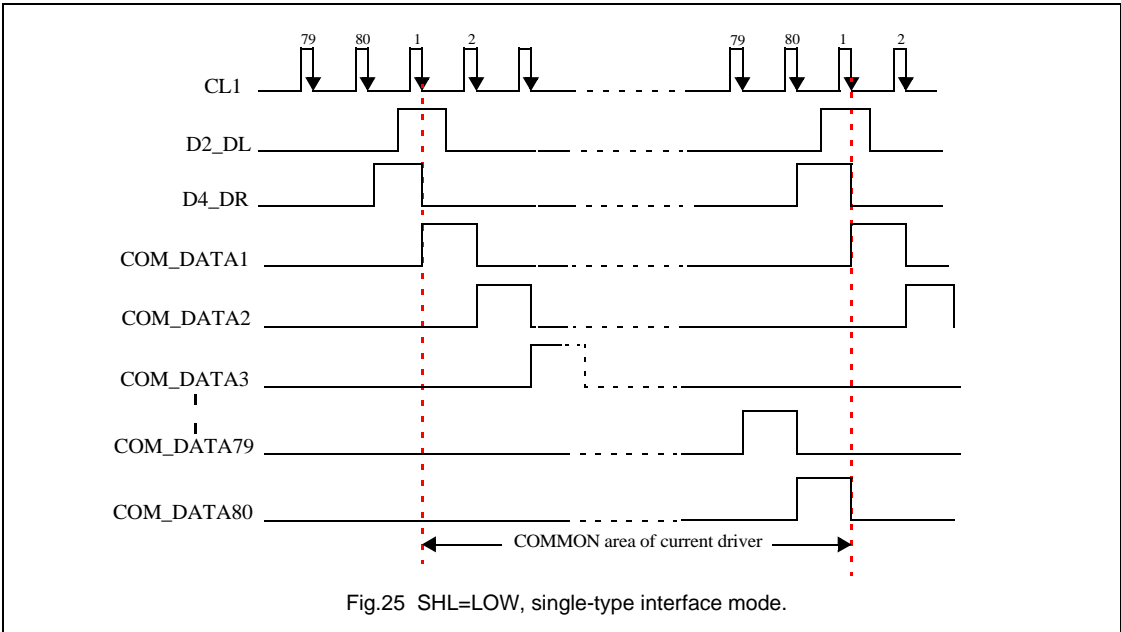 79 80 1 2 79 80 1 2
CL1
D2_DL
D4_DR
COM_DATA1
COM_DATA2
COM_DATA3
COM_DATA79
COM_DATA80
COMMON area of current driver
Fig.25 SHL=LOW, single-type interface mode.